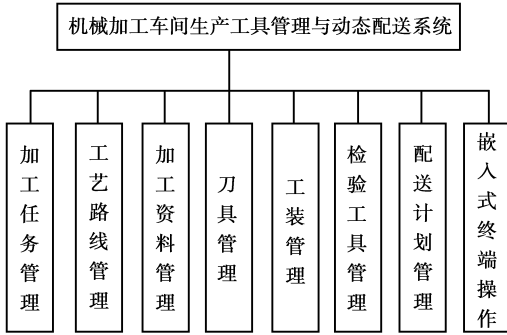 机械加工车间生产工具管理与动态配送系统
加工任务管理
工艺路线管理
加工资料管理
刀具管理
工装管理
检验工具管理
配送计划管理
嵌入式终端操作